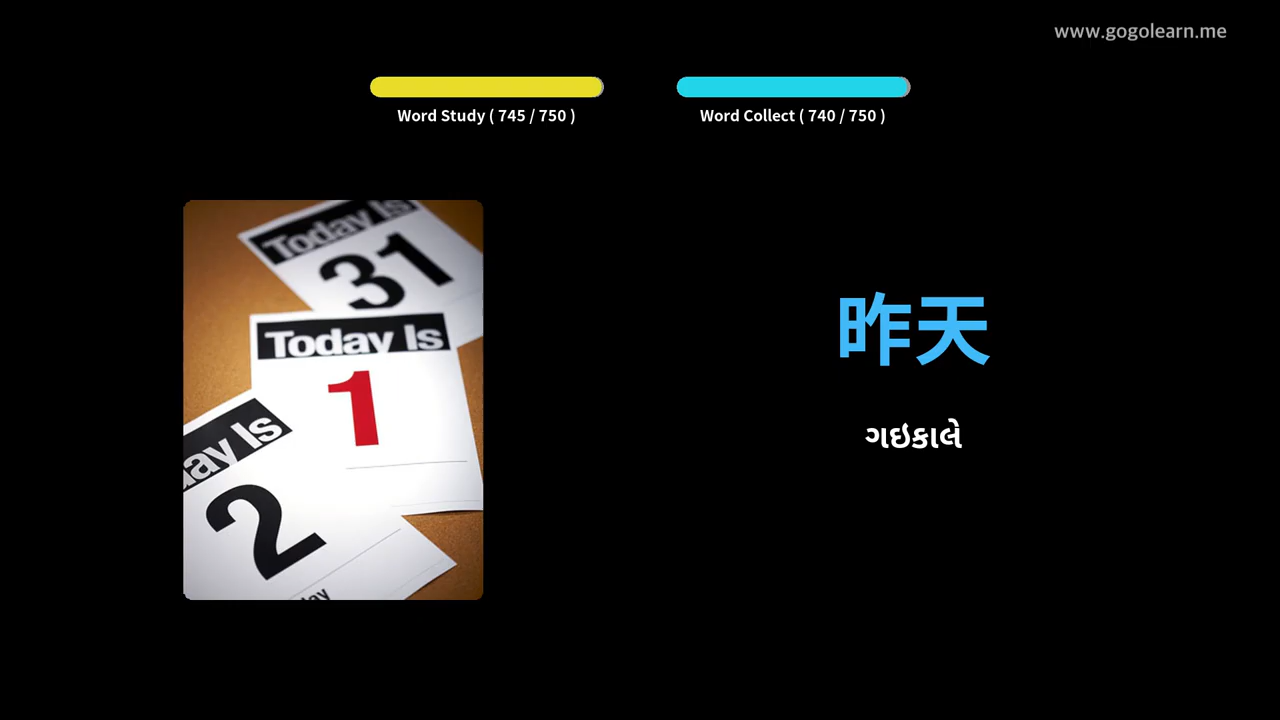 www.gogolearn.me
Word Study ( 745 / 750 )
Word Collect ( 740 / 750 )
Today Is
31
Today Is
1
ay Is
2
day
昨天
ગઇકાલે